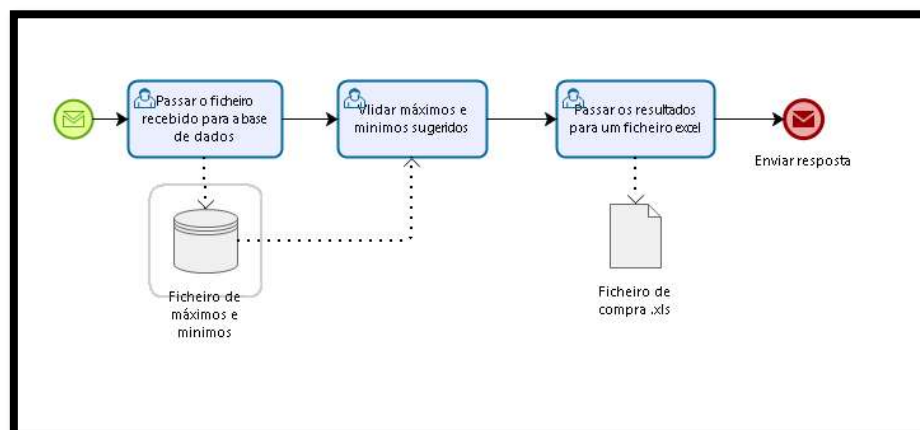 Passar o ficheiro
recebido para a base
de dados
Vlidar máximos e
minimos sugeridos
Passar os resultados
para um ficheiro excel
Enviar resposta
Ficheiro de
máximos e
minimos
Ficheiro de
compra .xls